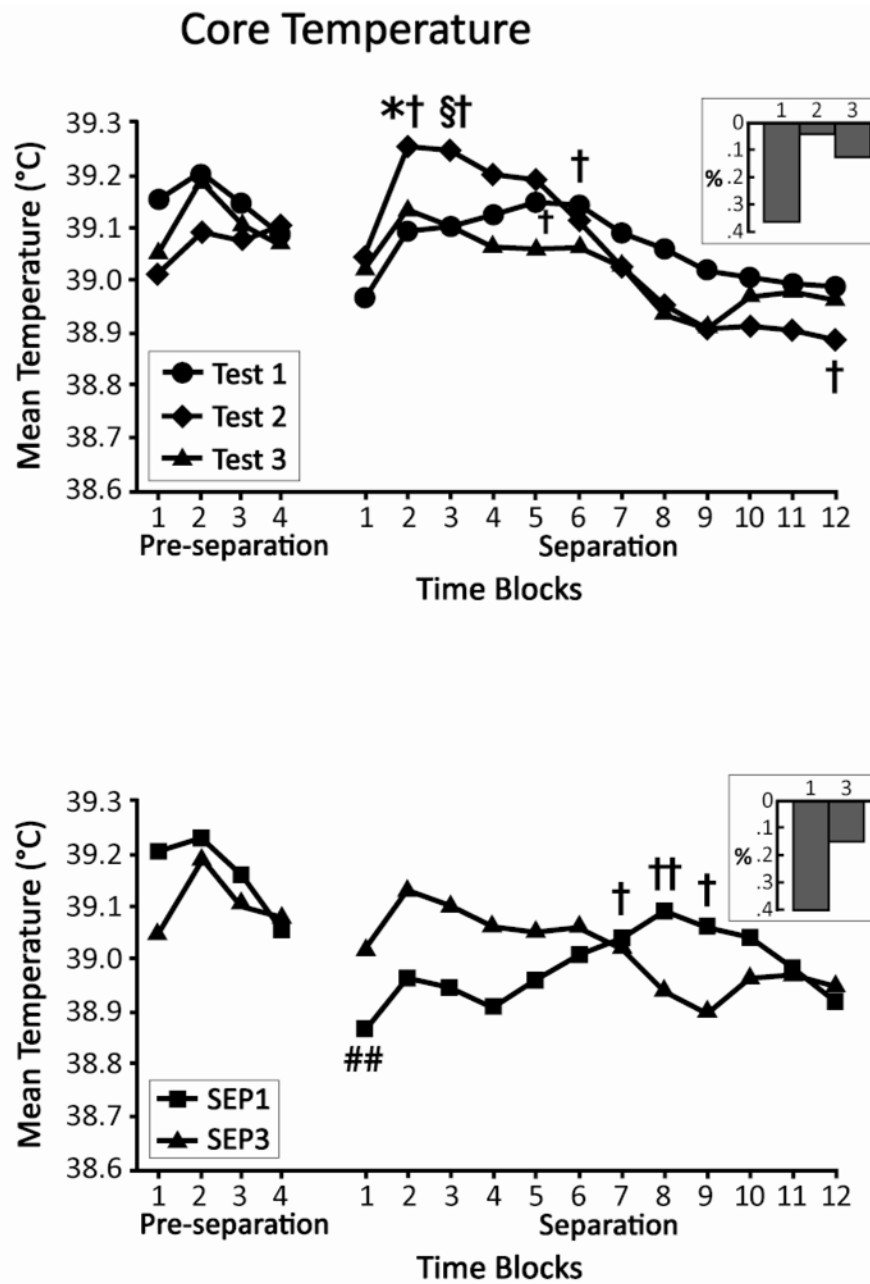 Core Temperature
*† §†
†
†
†
1 2 3
0
.1
% .2
.3
.4
Mean Temperature (°C)
39.3
39.2
39.1
39.0
38.9
38.8
38.7
38.6
Test 1
Test 2
Test 3
1 2 3 4 1 2 3 4 5 6 7 8 9 10 11 12
Pre-separation Separation
Time Blocks
1 3
0
.1
% .2
.3
.4
† †† †
##
Mean Temperature (°C)
39.3
39.2
39.1
39.0
38.9
38.8
38.7
38.6
SEP1
SEP3
1 2 3 4 1 2 3 4 5 6 7 8 9 10 11 12
Pre-separation Separation
Time Blocks